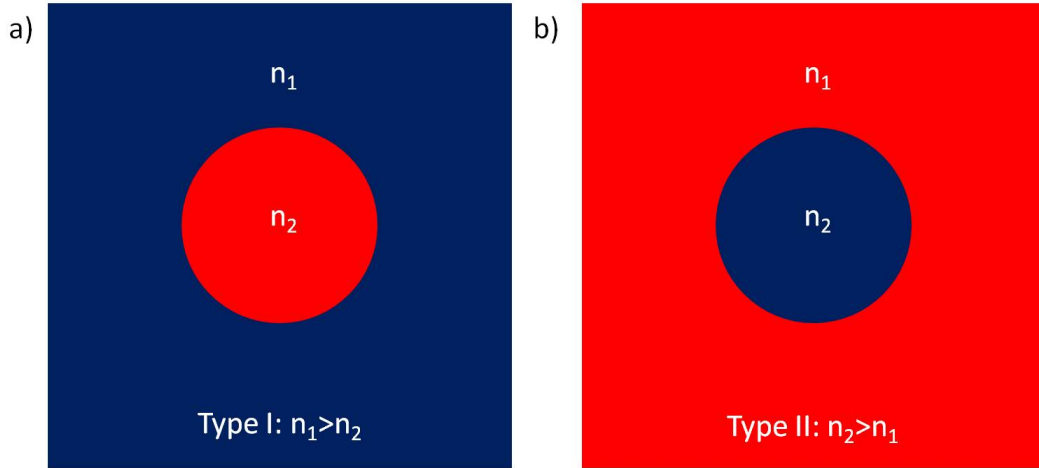 a)
n₁
n₂
Type I: n₁>n₂
b)
n₁
n₂
Type II: n₂>n₁